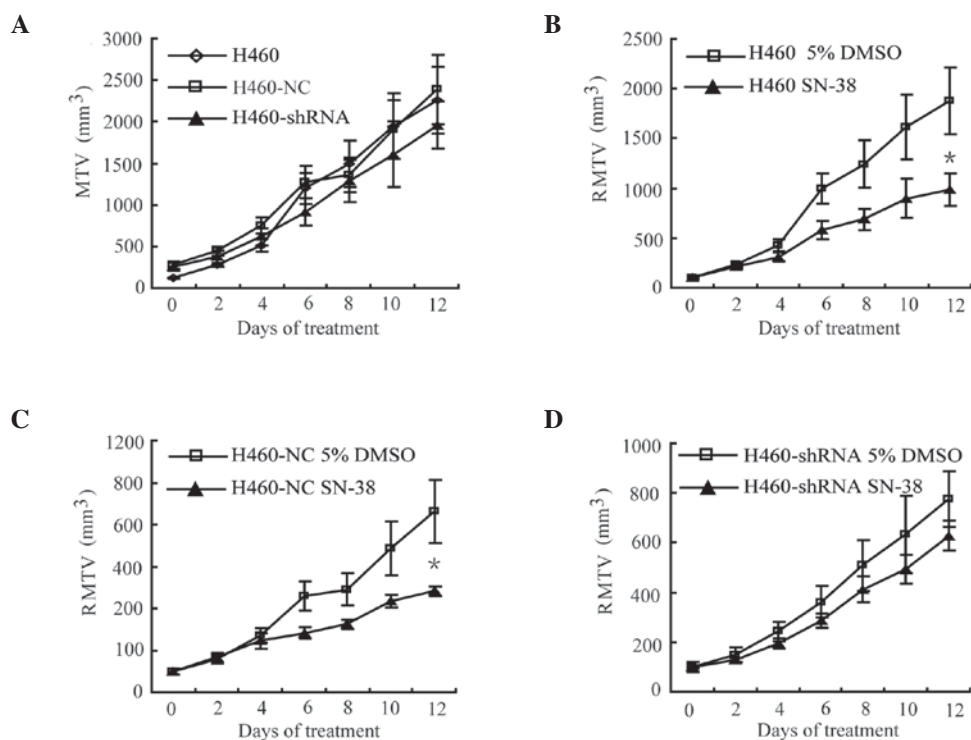 A
MTV (mm3)
3000
2500
2000
1500
1000
500
0
H460
H460-NC
H460-shRNA
0 2 4 6 8 10 12
Days of treatment
B
RMTV (mm3)
2500
2000
1500
1000
500
0
H460 5% DMSO
H460 SN-38
*
0 2 4 6 8 10 12
Days of treatment
C
RMTV (mm3)
1200
800
600
400
200
100
0
H460-NC 5% DMSO
H460-NC SN-38
*
0 2 4 6 8 10 12
Days of treatment
D
RMTV (mm3)
1000
800
600
400
200
100
0
H460-shRNA 5% DMSO
H460-shRNA SN-38
0 2 4 6 8 10 12
Days of treatment